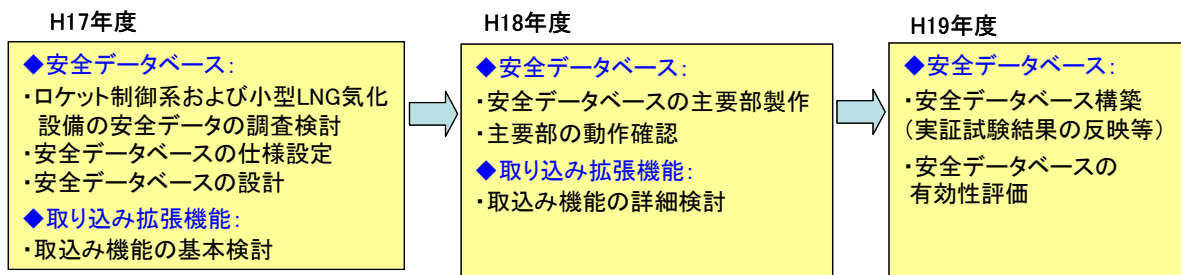 H17年度
◆安全データベース:
・ロケット制御系および小型LNG気化
設備の安全データの調査検討
・安全データベースの仕様設定
・安全データベースの設計
◆取り込み拡張機能:
・取込み機能の基本検討
H18年度
◆安全データベース:
・安全データベースの主要部製作
・主要部の動作確認
◆取り込み拡張機能:
・取込み機能の詳細検討
H19年度
◆安全データベース:
・安全データベース構築
(実証試験結果の反映等)
・安全データベースの
有効性評価